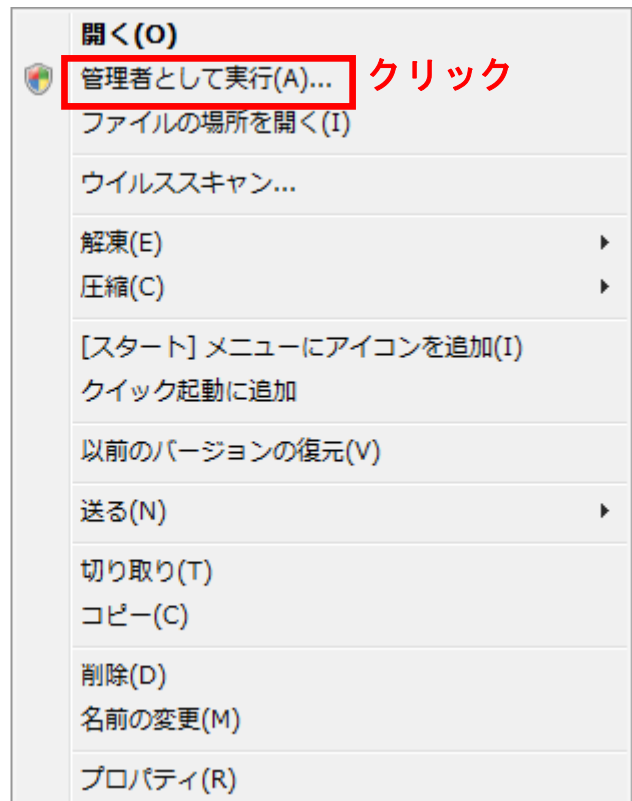 開く(O)
管理者として実行(A)... クリック
ファイルの場所を開く(I)
ウイルススキャン...
解凍(E)
圧縮(C)
[スタート] メニューにアイコンを追加(I)
クイック起動に追加
以前のバージョンの復元(V)
送る(N)
切り取り(T)
コピー(C)
削除(D)
名前の変更(M)
プロパティ(R)